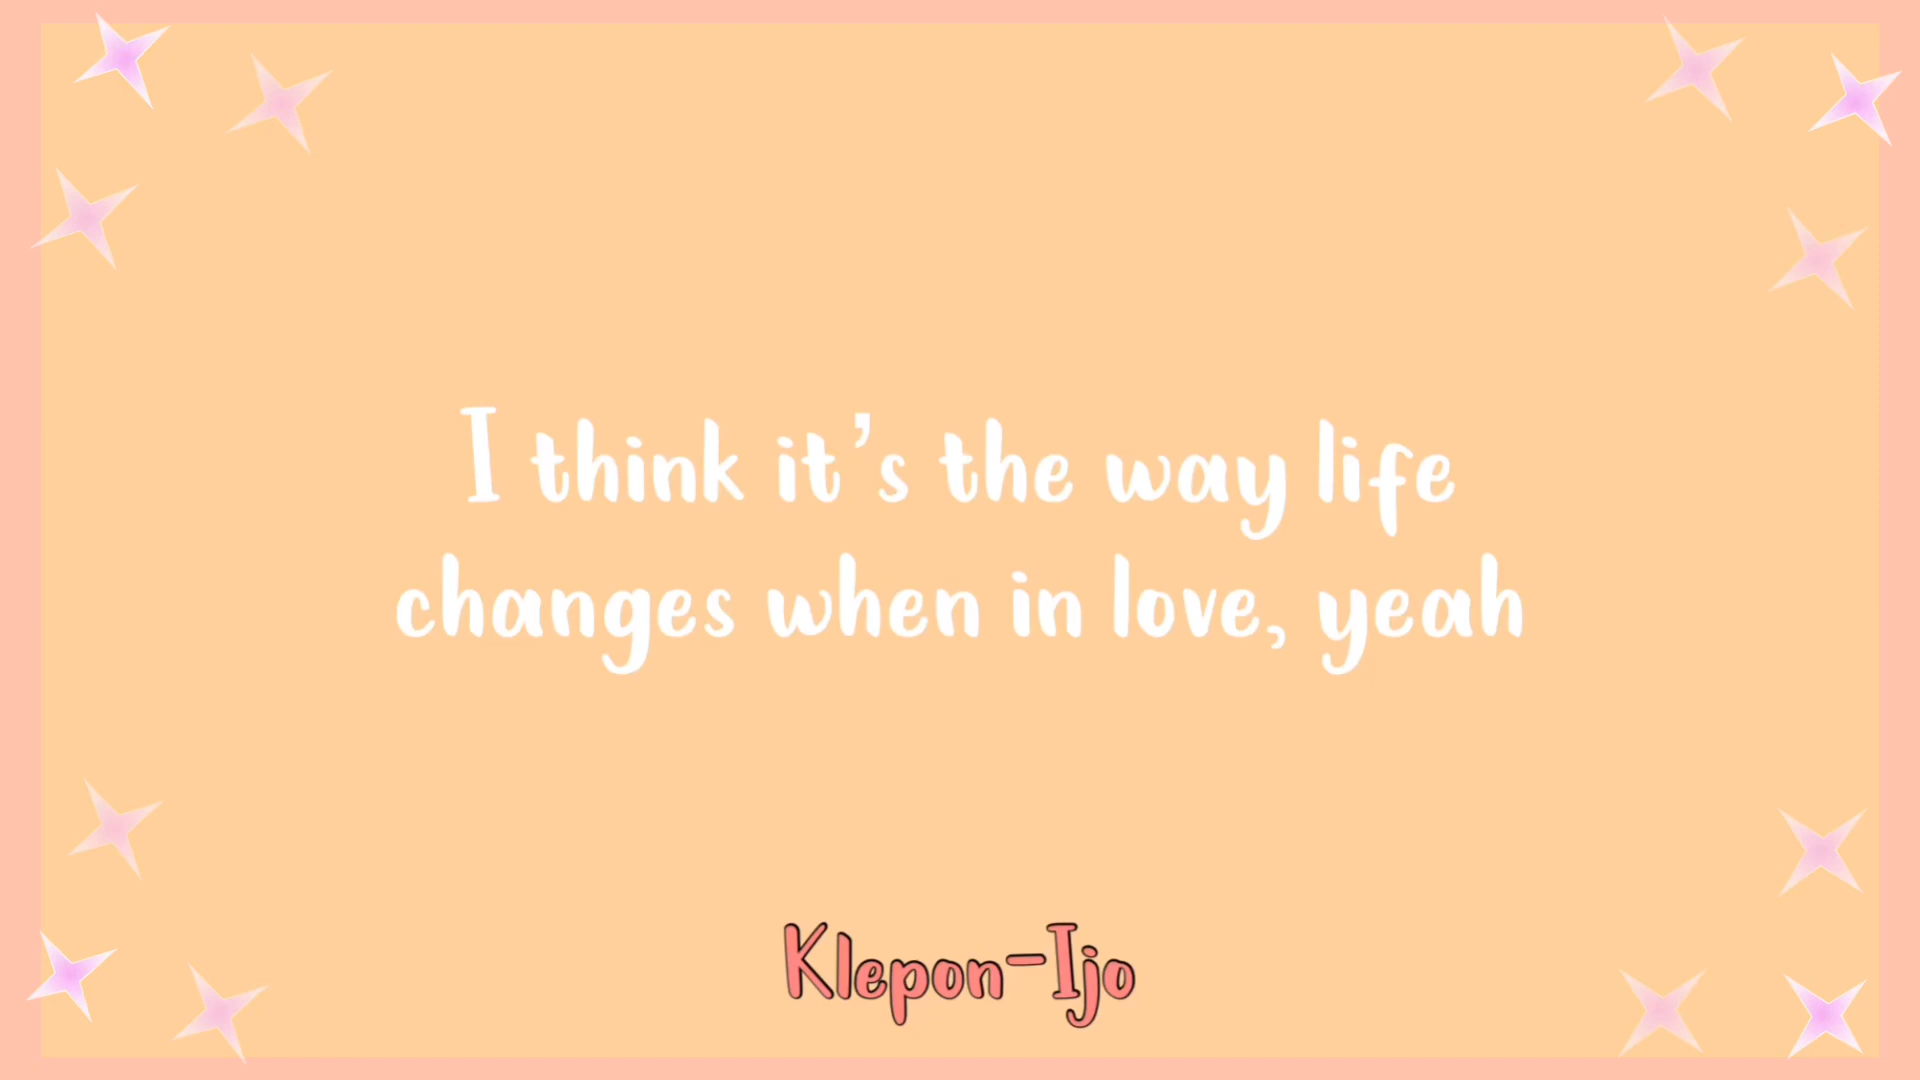 I think it’s the way life
changes when in love, yeah
Klepon-Ijo